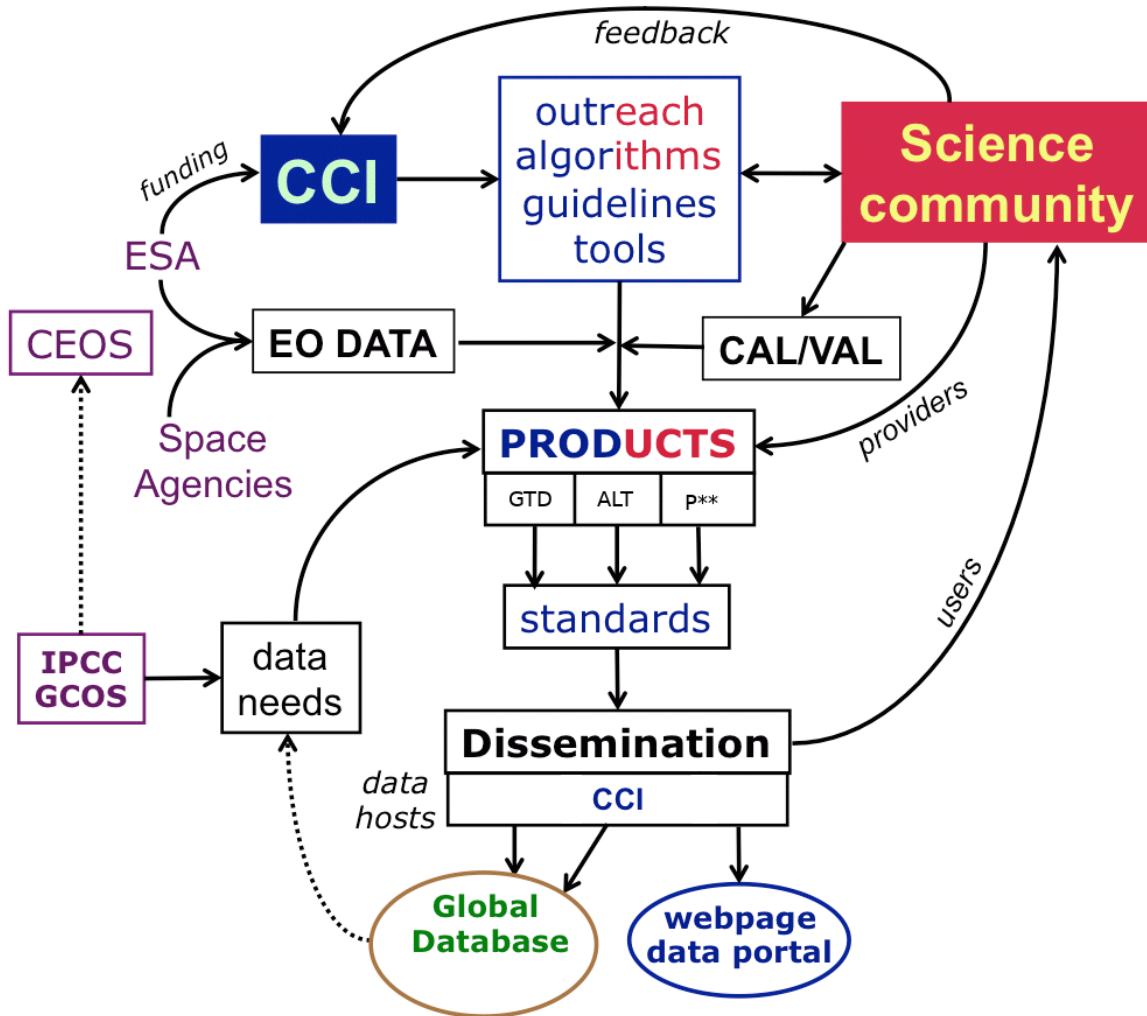 feedback
outreach
algorithms
guidelines
tools
Science
community
funding
CCI
ESA
CEOS
EO DATA
CAL/VAL
Space
Agencies
PRODUCTS
providers
GTD
ALT
P**
standards
users
IPCC
GCOS
data
needs
Dissemination
data
hosts
CCI
Global
Database
webpage
data portal